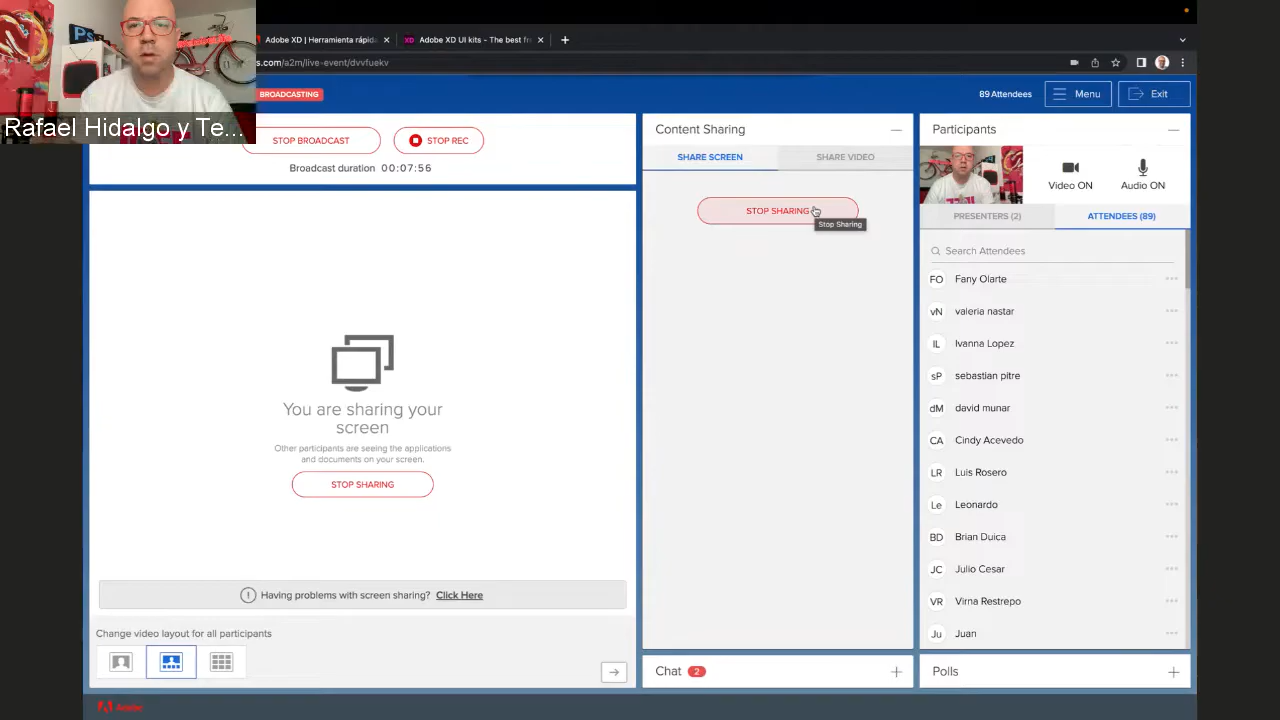 Ps
Rafael Hidalgo y Te...
Adobe XD | Herramienta rápida
Adobe XD UI kits - The best fr
s.com/a2m/live-event/dvvfuekv
BROADCASTING
89 Attendees
Menu
Exit
STOP BROADCAST
STOP REC
Broadcast duration 00:07:56
You are sharing your
screen
Other participants are seeing the applications
and documents on your screen.
STOP SHARING
Having problems with screen sharing? Click Here
Change video layout for all participants
Content Sharing
SHARE SCREEN
SHARE VIDEO
STOP SHARING
Stop Sharing
Chat 2
Participants
Video ON
Audio ON
PRESENTERS (2)
ATTENDEES (89)
Search Attendees
FO Fany Olarte
vN valeria nastar
IL Ivanna Lopez
sP sebastian pitre
dM david munar
CA Cindy Acevedo
LR Luis Rosero
Le Leonardo
BD Brian Duica
JC Julio Cesar
VR Virna Restrepo
Ju Juan
Polls